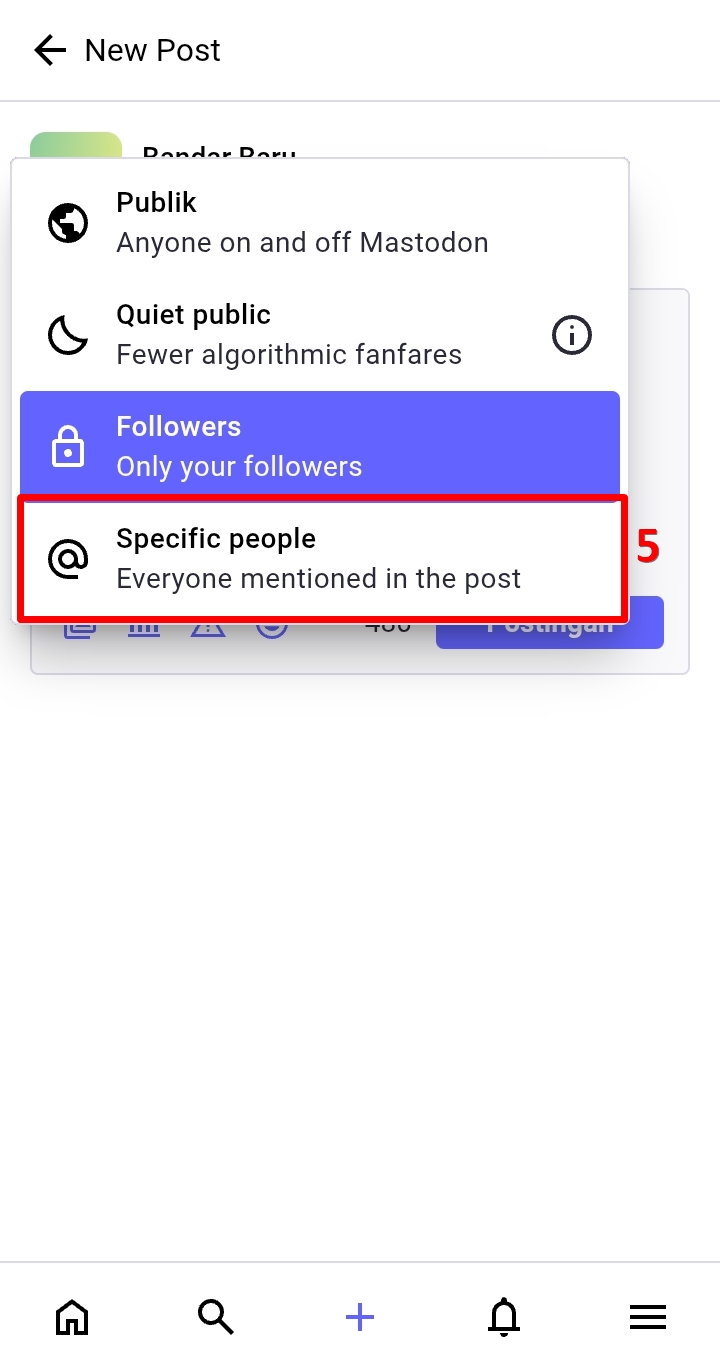 New Post
Bandar Baru
Publik
Anyone on and off Mastodon
Quiet public
Fewer algorithmic fanfares
Followers
Only your followers
Specific people
Everyone mentioned in the post
5
Postingan